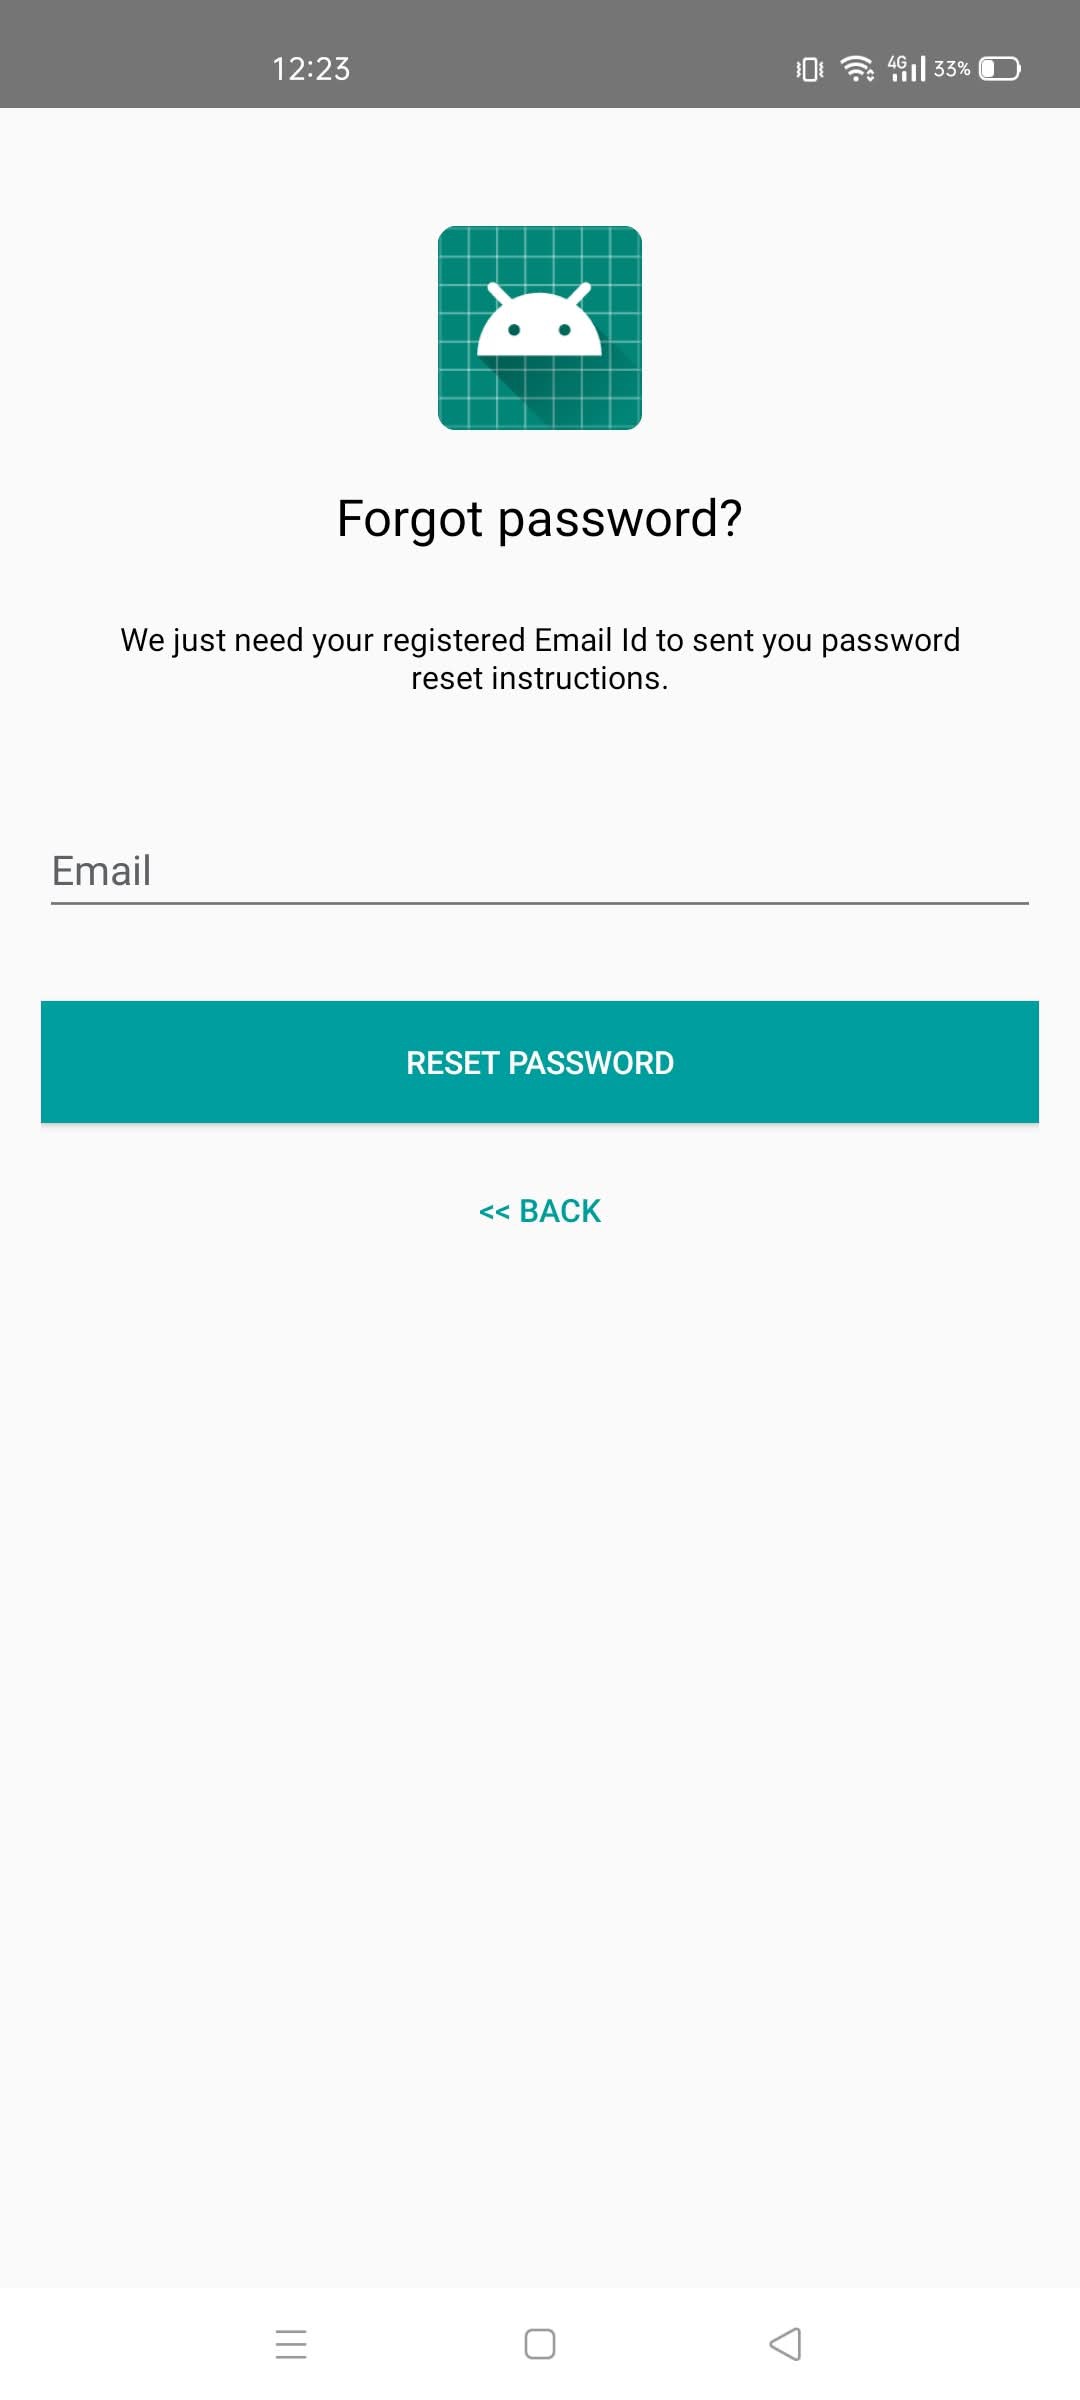 12:23
4G 33%
Forgot password?
We just need your registered Email Id to sent you password
reset instructions.
Email
RESET PASSWORD
<< BACK